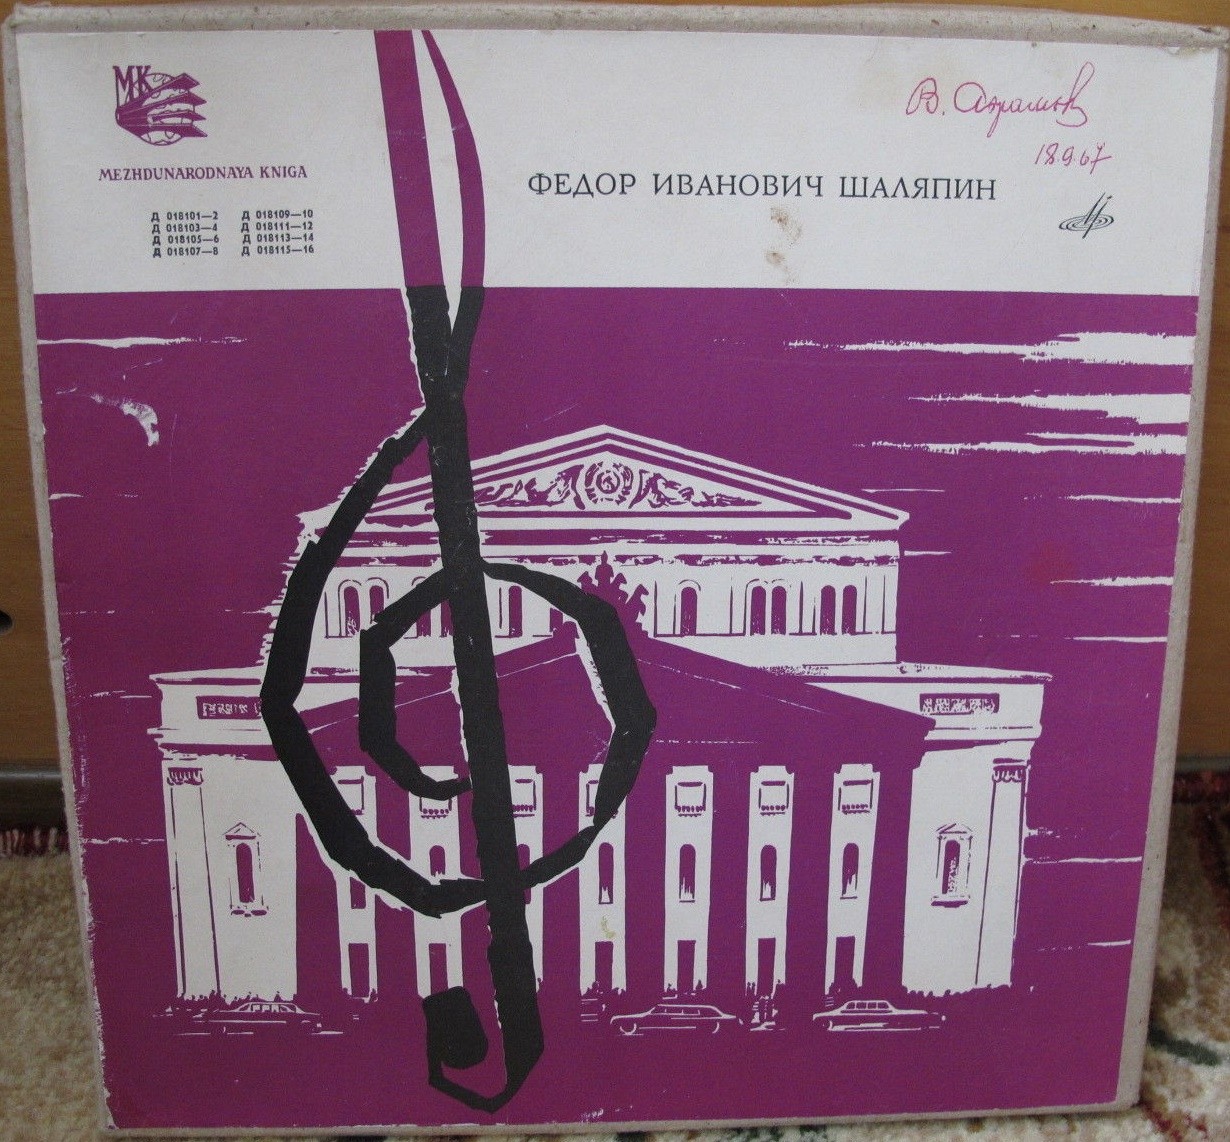 МК
MEZHDUNARODNAYA KNIGA
Д 018101—2 Д 018109—10
Д 018103—4 Д 018111—12
Д 018105—6 Д 018113—14
Д 018107—8 Д 018115—16
В.
18.9.67
ФЕДОР ИВАНОВИЧ ШАЛЯПИН